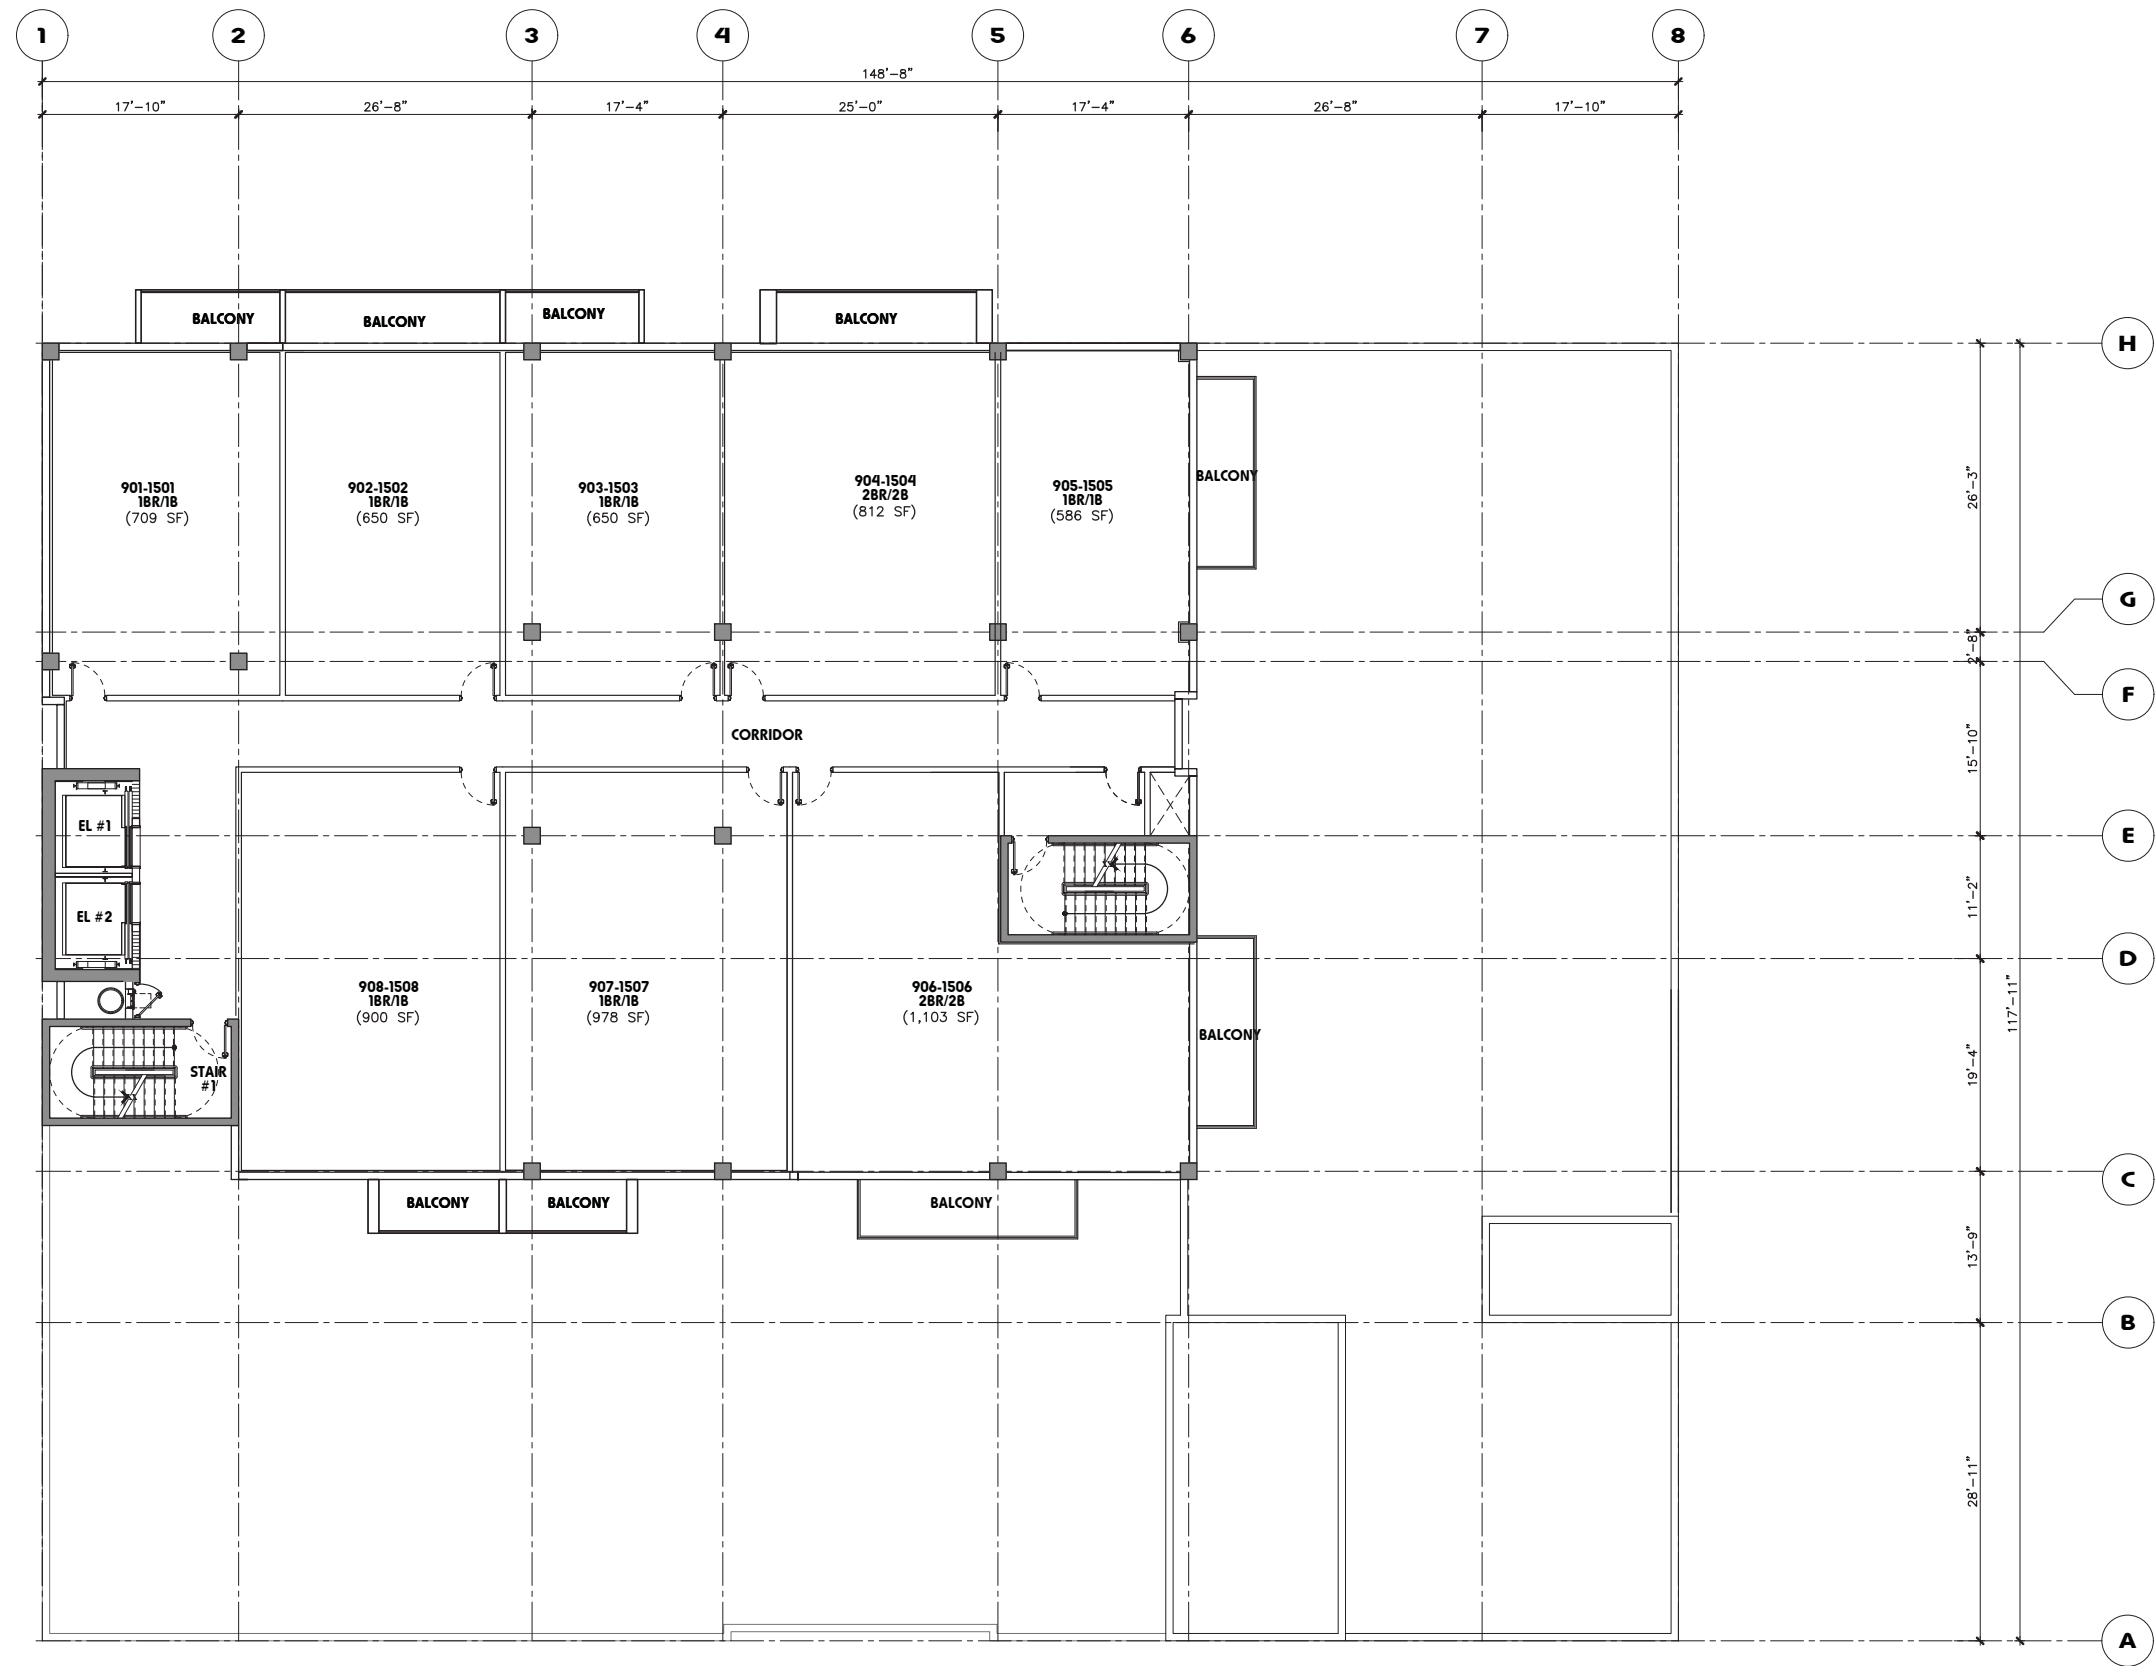 1 2 3 4 5 6 7 8
148'-8"
17'-10" 26'-8" 17'-4" 25'-0" 17'-4" 26'-8" 17'-10"
BALCONY BALCONY BALCONY BALCONY
H
26'-3"
BALCONY
901-1501
1BR/1B
(709 SF)
902-1502
1BR/1B
(650 SF)
903-1503
1BR/1B
(650 SF)
904-1504
2BR/2B
(812 SF)
905-1505
1BR/1B
(586 SF)
G
2'-8"
F
CORRIDOR
15'-10"
EL #1
E
11'-2"
EL #2
D
908-1508
1BR/1B
(900 SF)
907-1507
1BR/1B
(978 SF)
906-1506
2BR/2B
(1,103 SF)
117'-11"
BALCONY
19'-4"
STAIR
#1
C
BALCONY BALCONY BALCONY
13'-9"
B
28'-11"
A